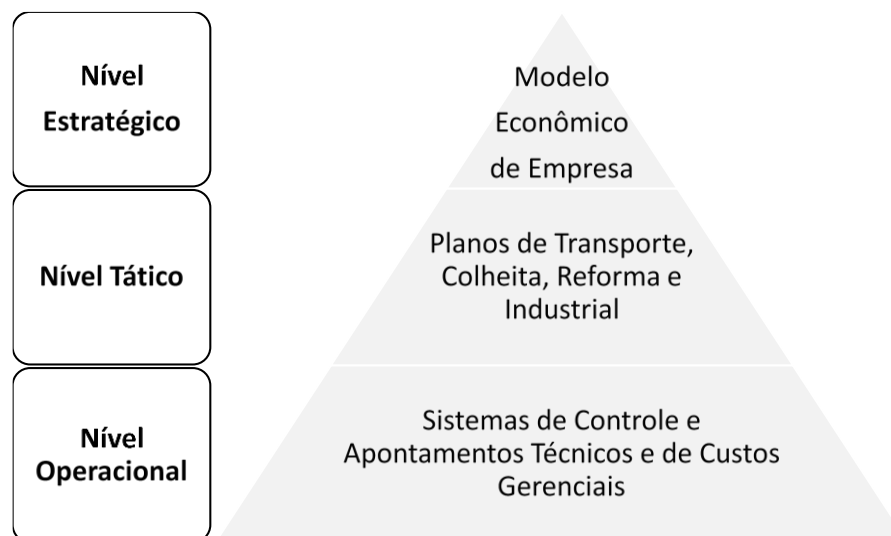 Nível
Estratégico
Modelo
Econômico
de Empresa
Nível Tático
Planos de Transporte,
Colheita, Reforma e
Industrial
Nível
Operacional
Sistemas de Controle e
Apontamentos Técnicos e de Custos
Gerenciais